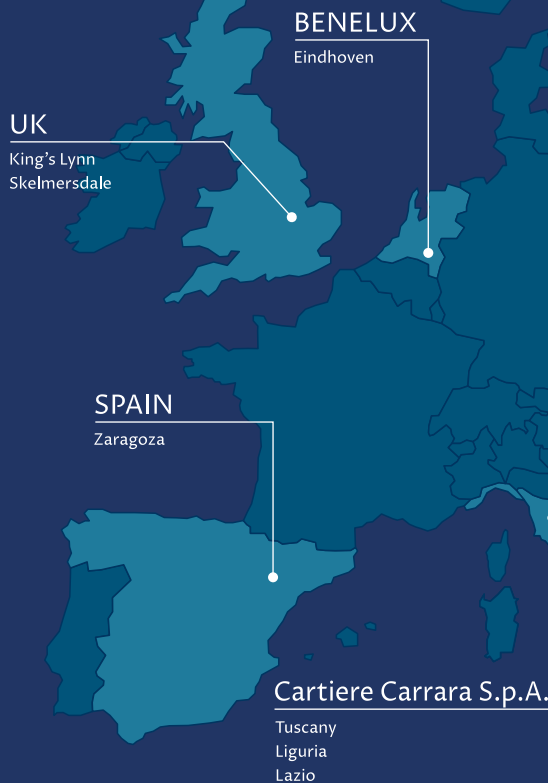 BENELUX
Eindhoven
UK
King's Lynn
Skelmersdale
SPAIN
Zaragoza
Cartiere Carrara S.p.A.
Tuscany
Liguria
Lazio